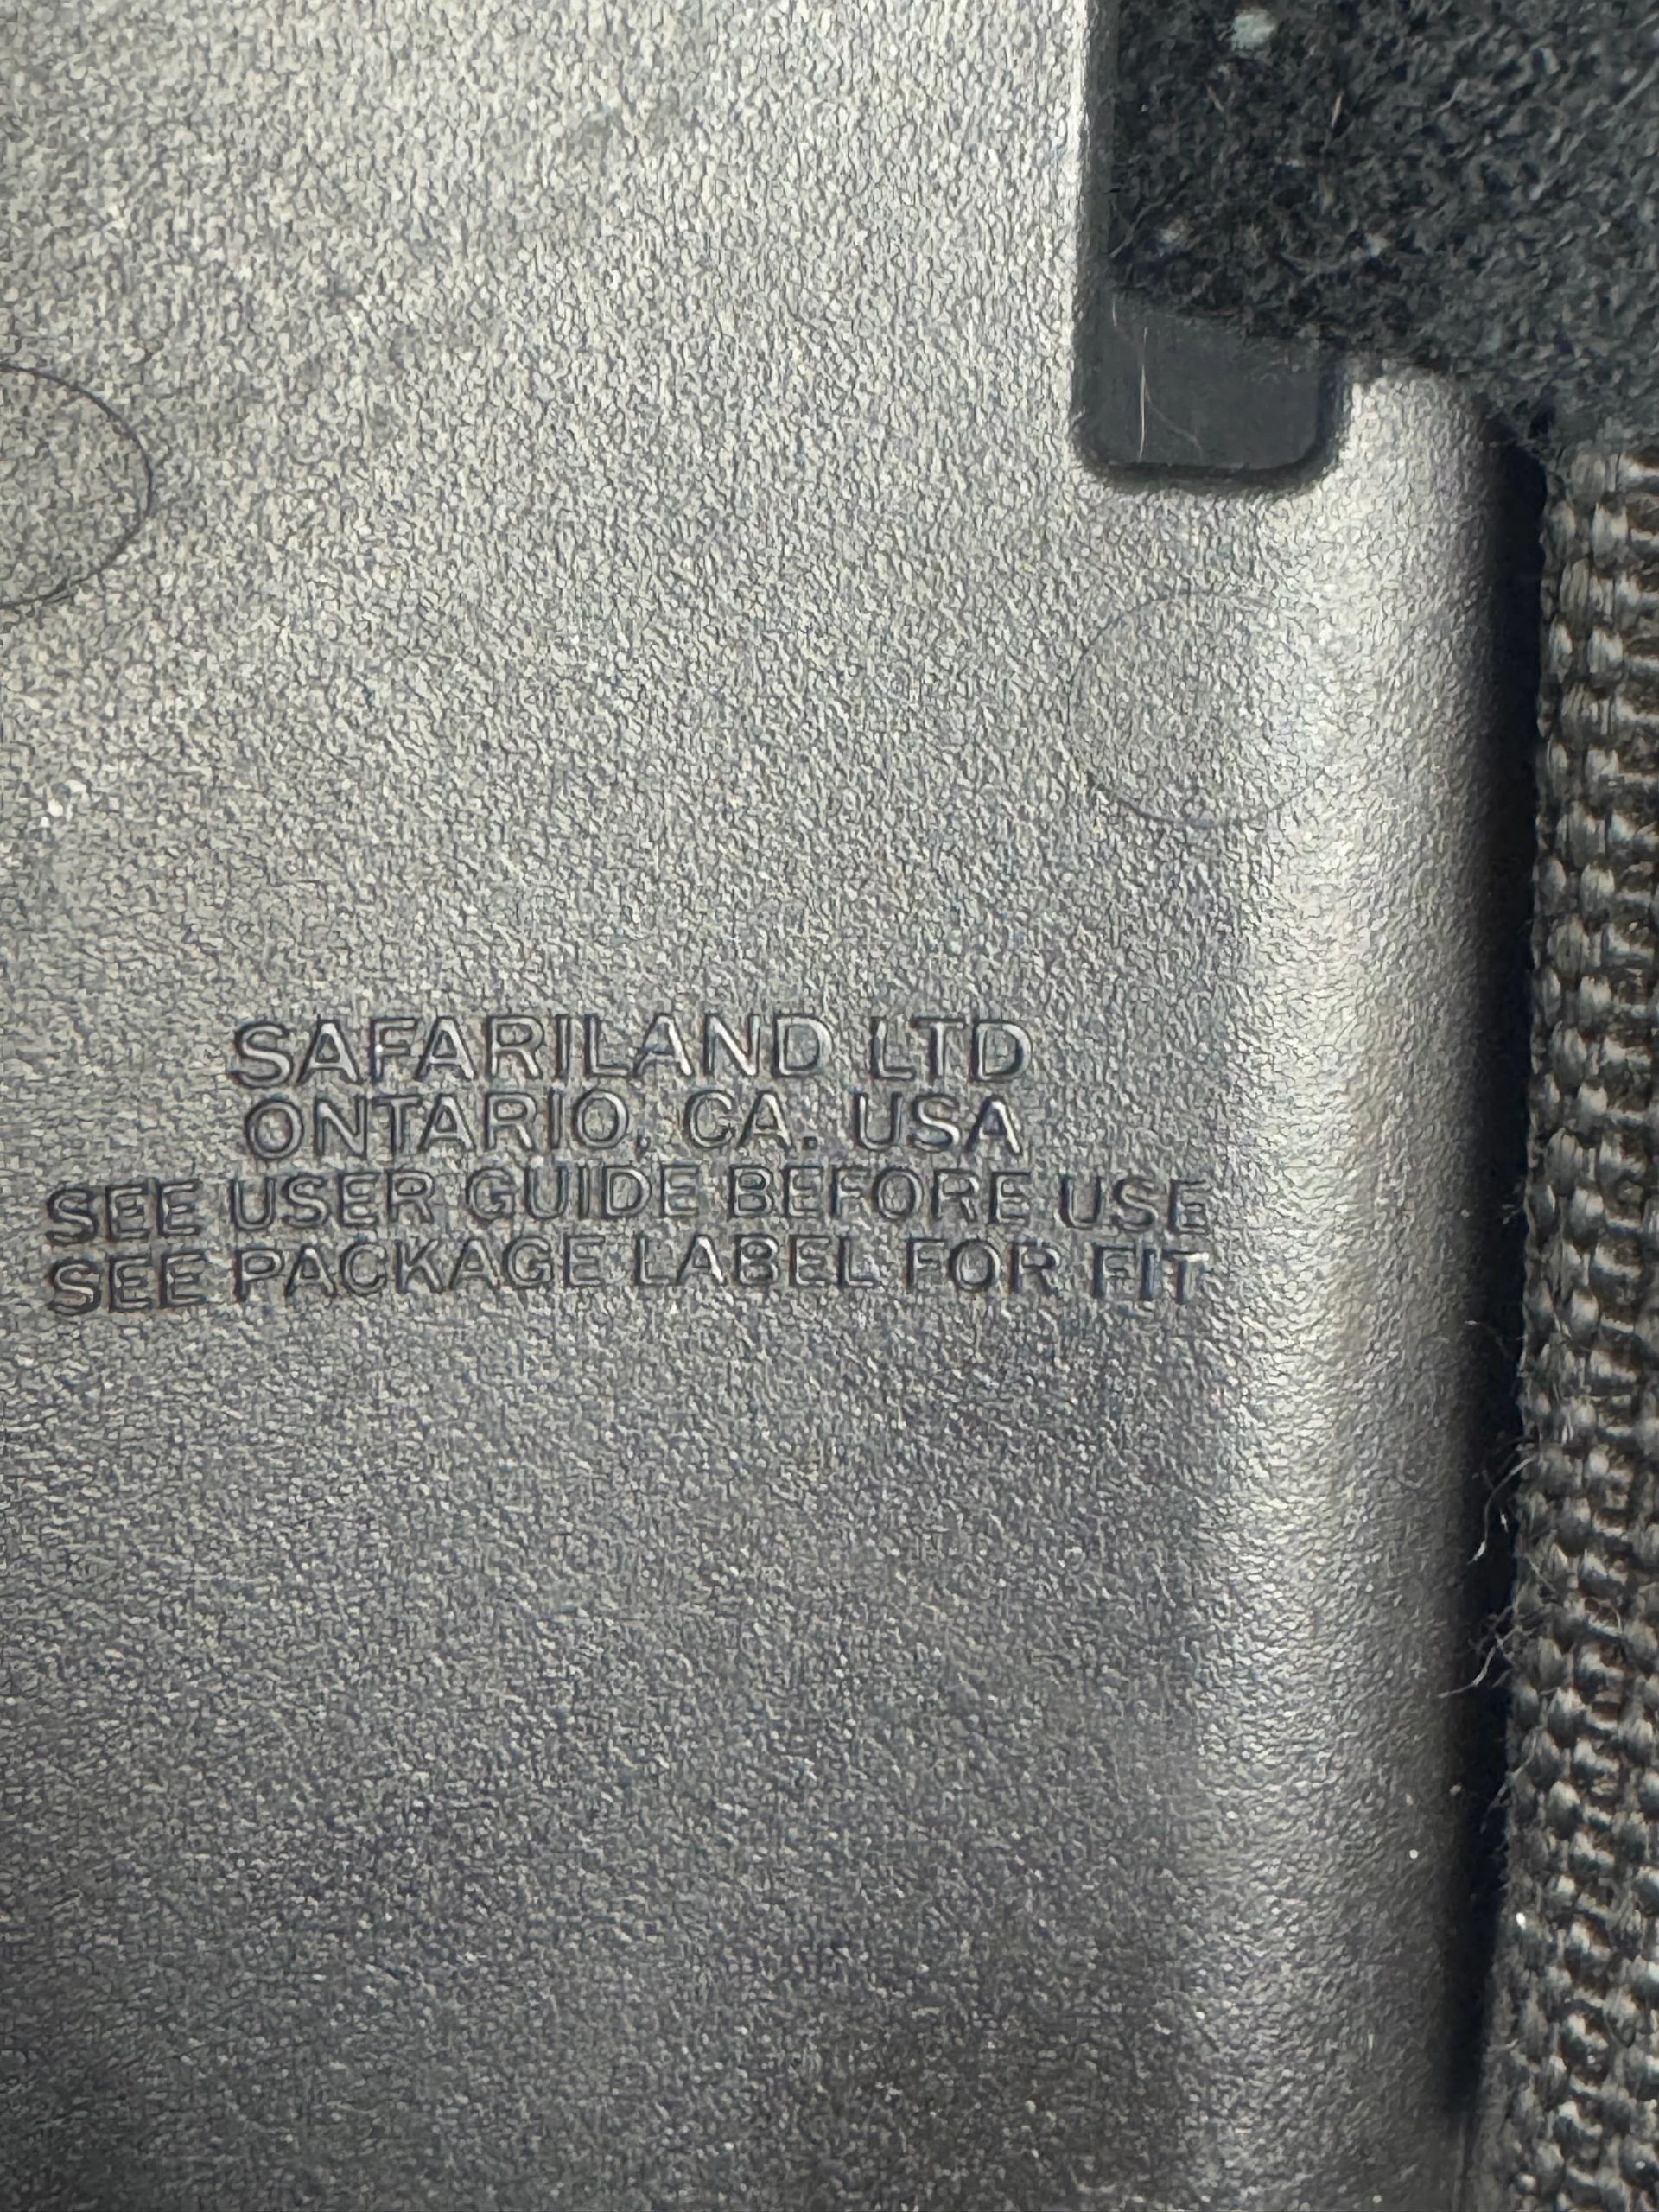 SAFARILAND LTD
ONTARIO, CA. USA
SEE USER GUIDE BEFORE USE
SEE PACKAGE LABEL FOR FIT